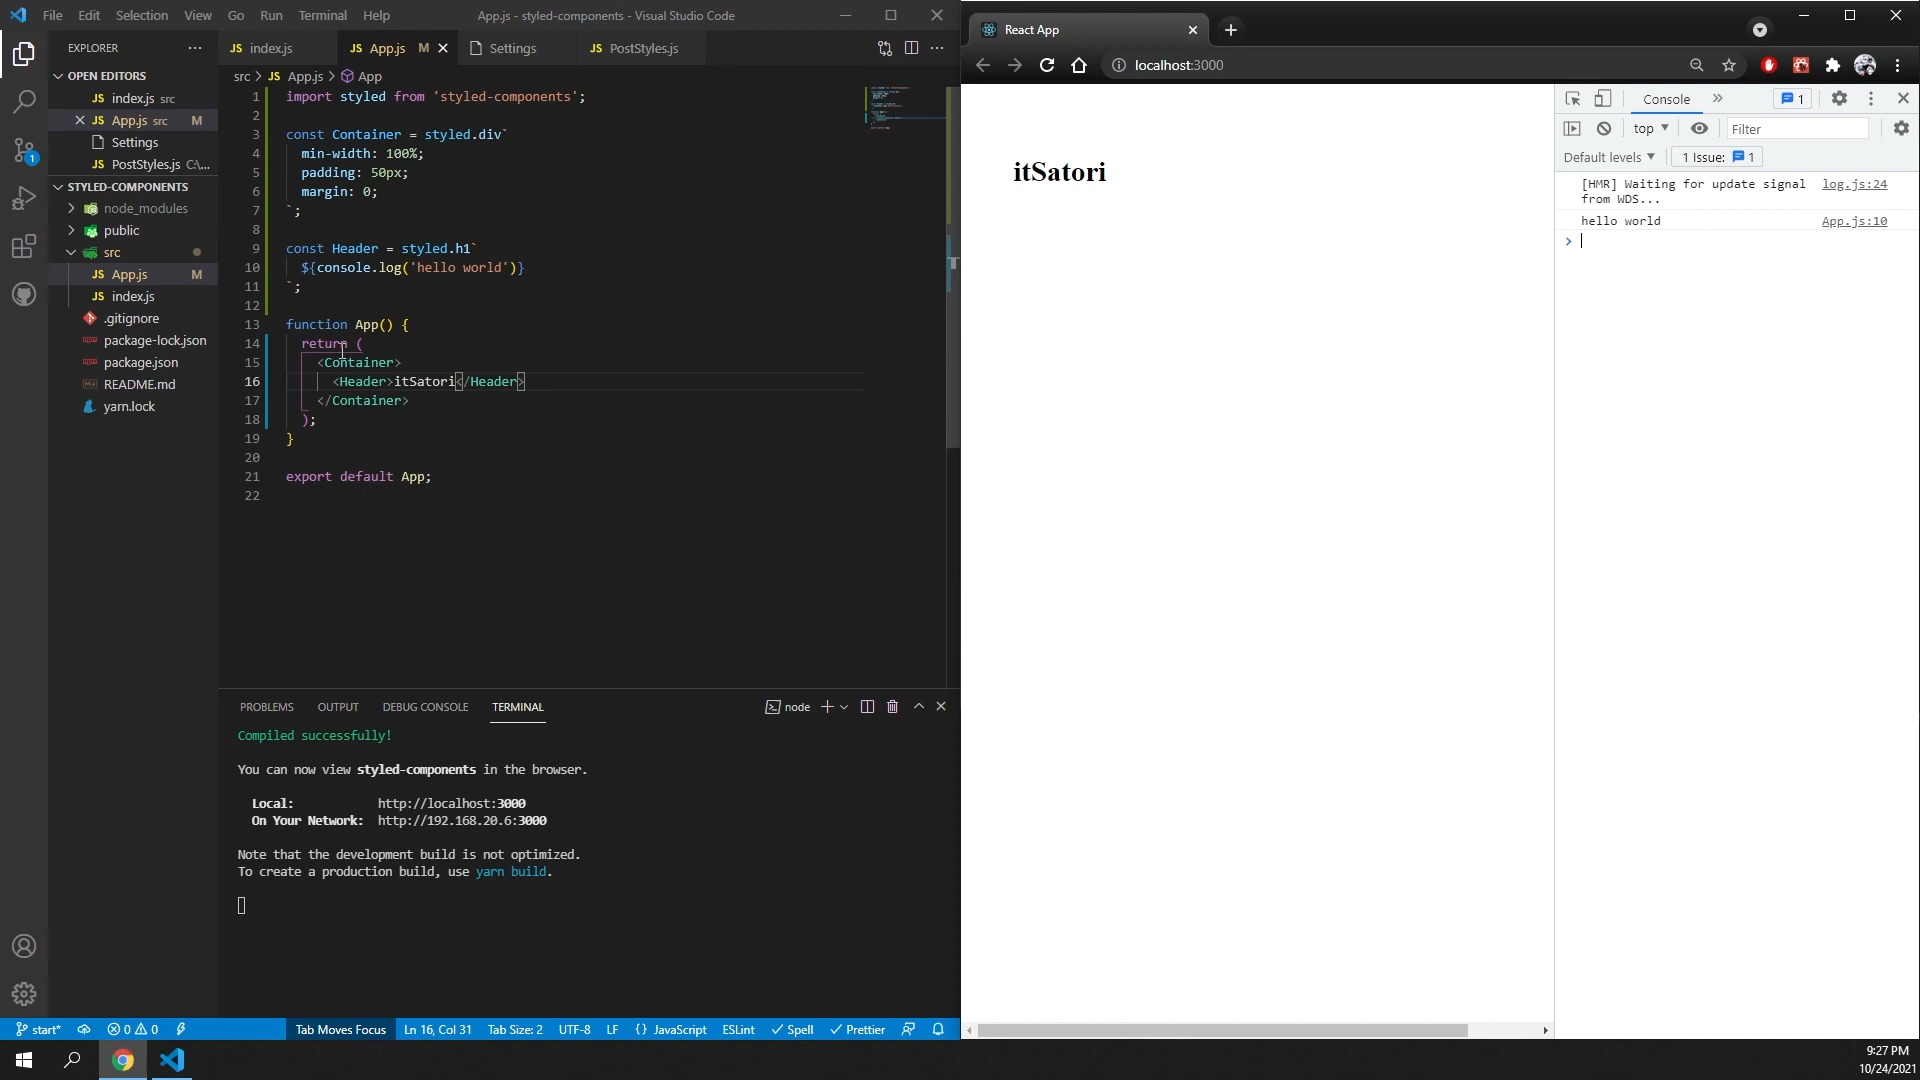 File Edit Selection View Go Run Terminal Help
App.js - styled-components - Visual Studio Code
EXPLORER
OPEN EDITORS
JS index.js src
JS App.js src M
Settings
JS PostStyles.js C:\...
STYLED-COMPONENTS
node_modules
public
src
JS App.js M
JS index.js
.gitignore
package-lock.json
package.json
README.md
yarn.lock
JS index.js
JS App.js M
Settings
JS PostStyles.js
src > JS App.js > App
1 import styled from 'styled-components';
2
3 const Container = styled.div`
4 min-width: 100%;
5 padding: 50px;
6 margin: 0;
7 `;
8
9 const Header = styled.h1`
10 ${console.log('hello world')}
11 `;
12
13 function App() {
14 return (
15 <Container>
16 <Header>itSatori</Header>
17 </Container>
18 );
19 }
20
21 export default App;
22
PROBLEMS OUTPUT DEBUG CONSOLE TERMINAL
node
Compiled successfully!
You can now view styled-components in the browser.
Local: http://localhost:3000
On Your Network: http://192.168.20.6:3000
Note that the development build is not optimized.
To create a production build, use yarn build.
start* 0 0 Tab Moves Focus Ln 16, Col 31 Tab Size: 2 UTF-8 LF {} JavaScript ESLint Spell Prettier
React App
localhost:3000
itSatori
Console 1
top Filter
Default levels 1 Issue: 1
[HMR] Waiting for update signal from WDS... log.js:24
hello world App.js:10
9:27 PM
10/24/2021